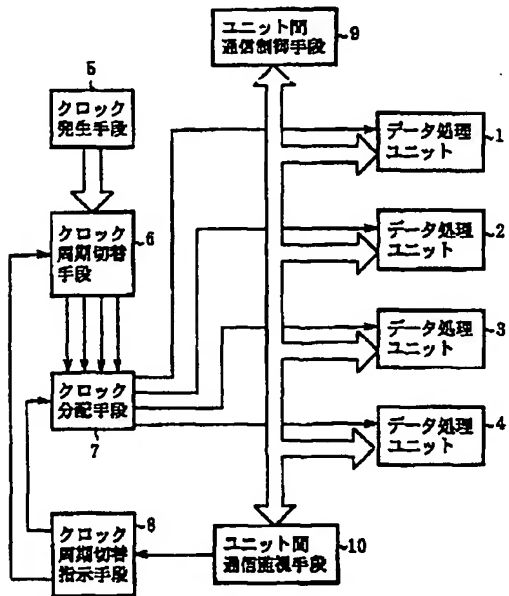 ユニット間
通信制御手段
9
5
クロック
発生手段
データ処理
ユニット
1
クロック
周期切替
手段
6
データ処理
ユニット
2
データ処理
ユニット
3
クロック
分配手段
7
データ処理
ユニット
4
クロック
周期切替
指示手段
8
ユニット間
通信監視手段
10